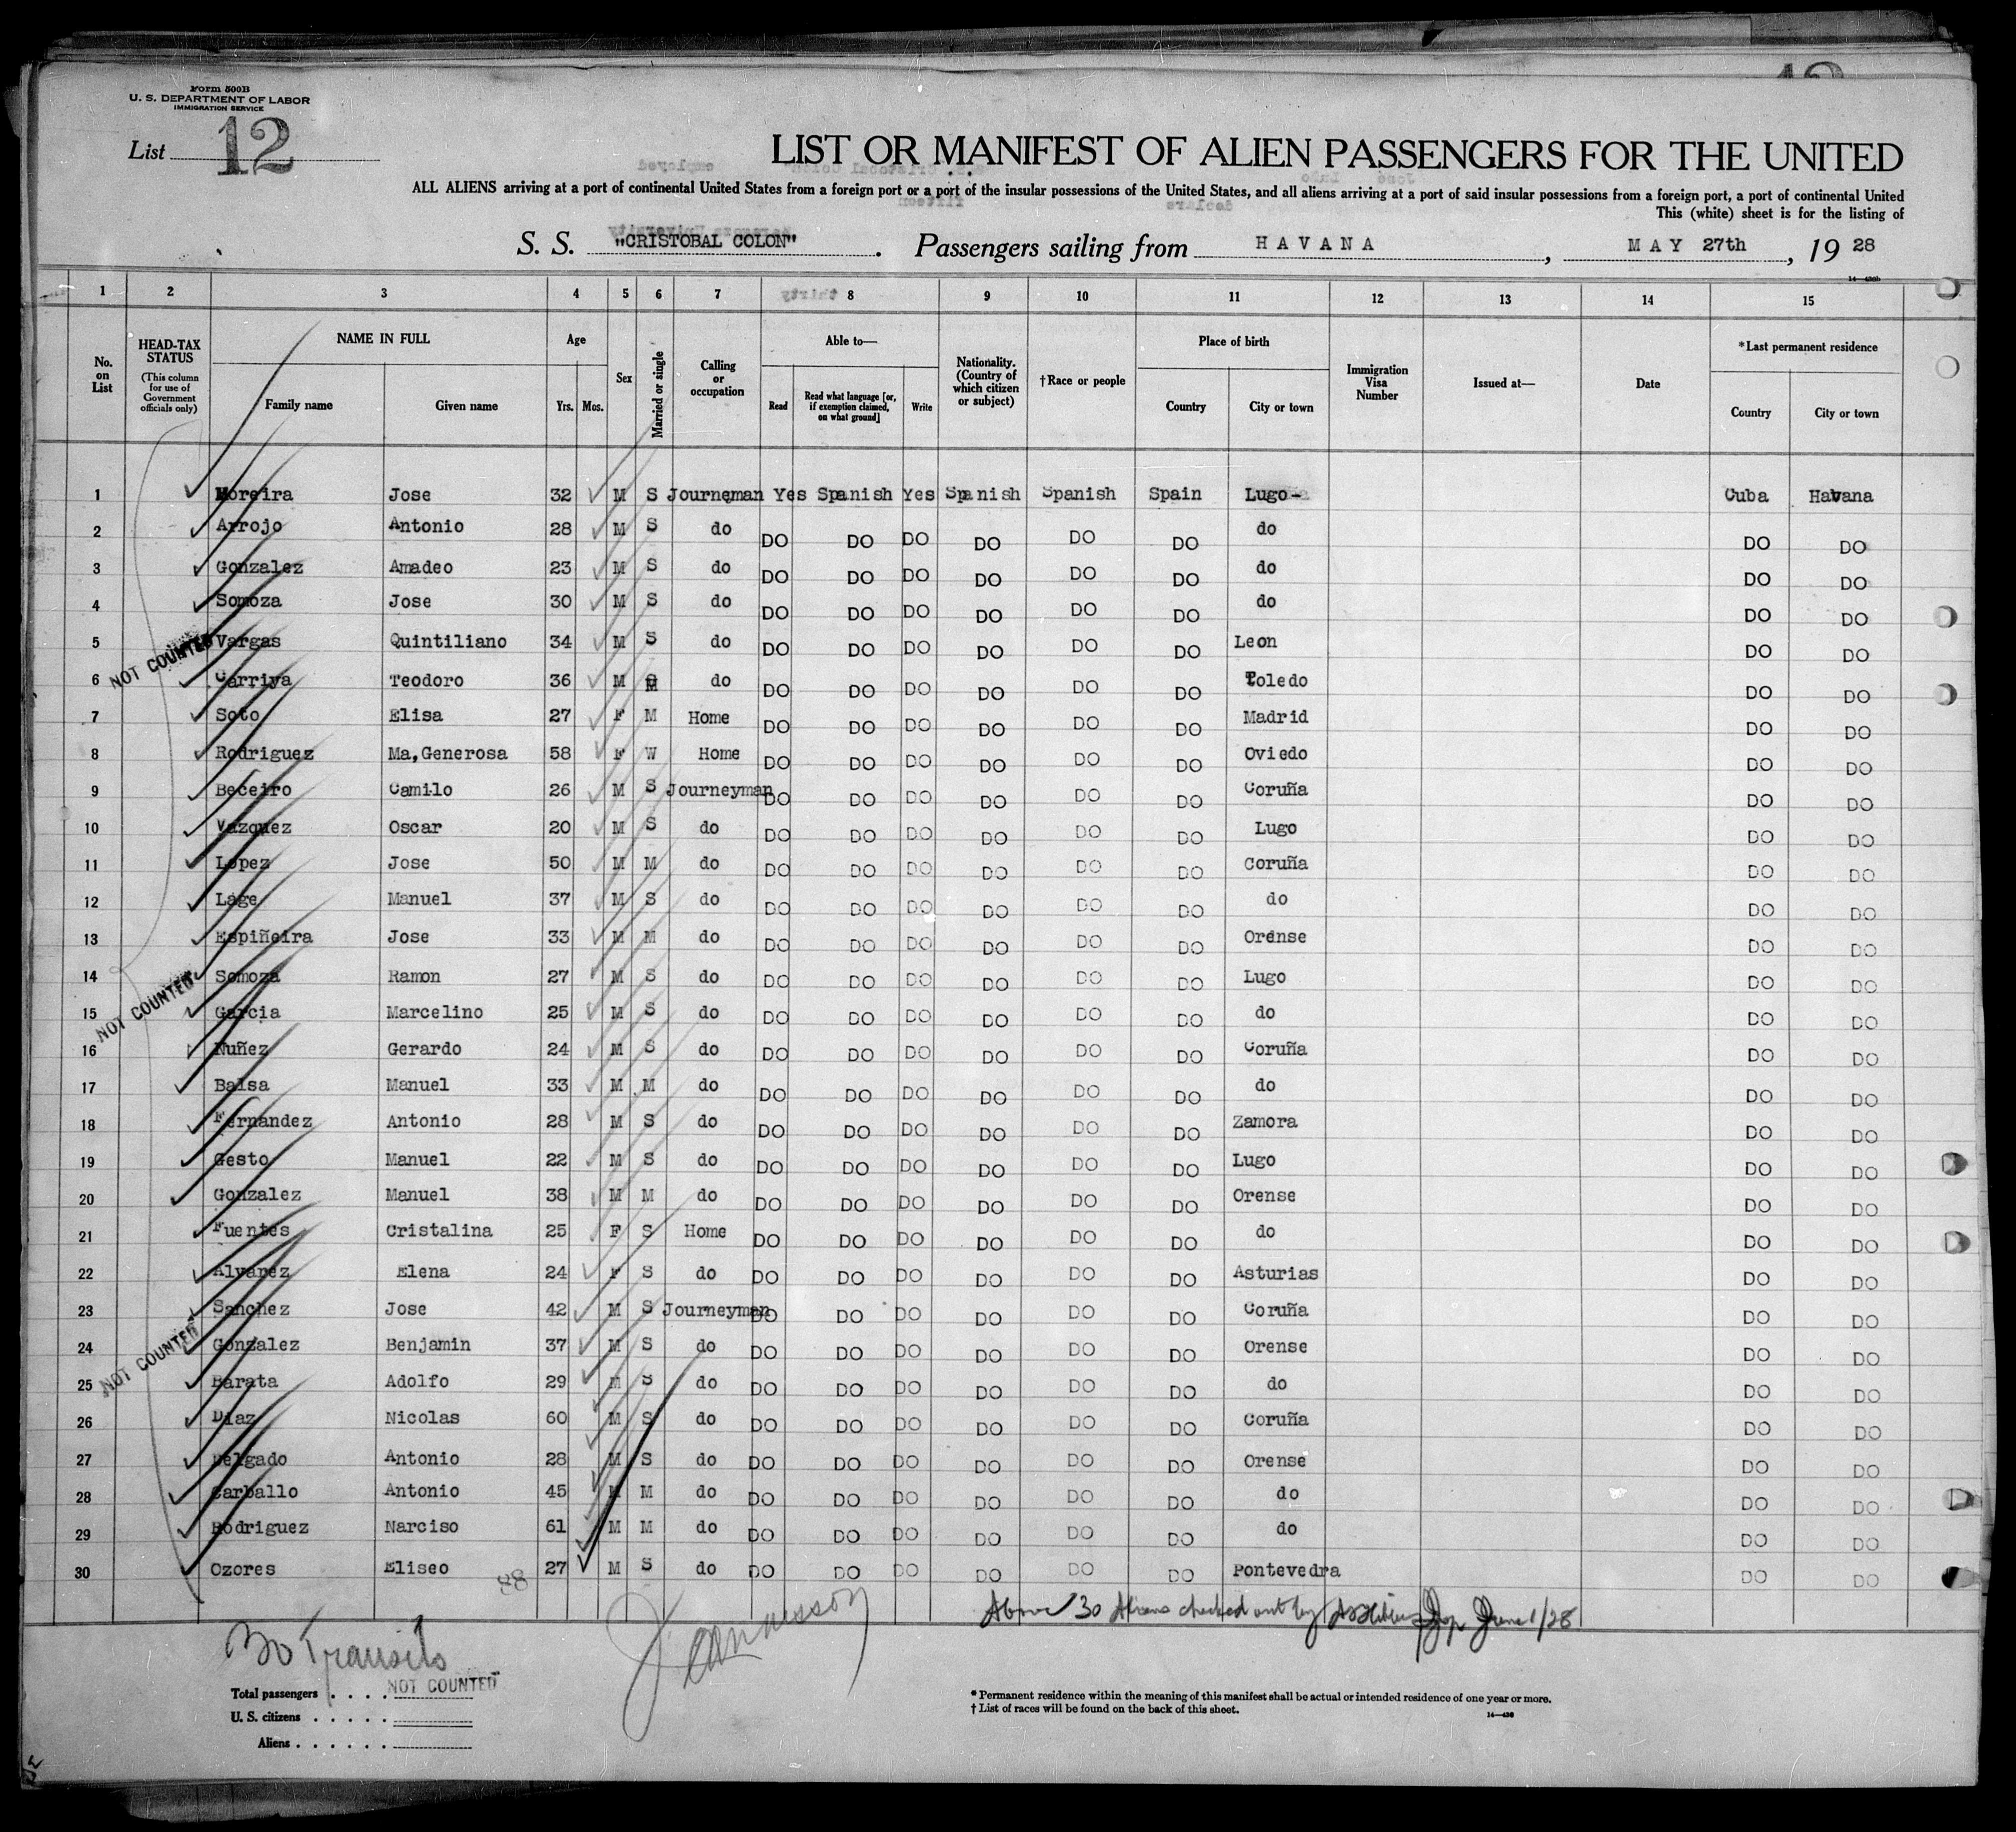 Form 500B
U. S. DEPARTMENT OF LABOR
IMMIGRATION SERVICE
List 12
LIST OR MANIFEST OF ALIEN PASSENGERS FOR THE UNITED
ALL ALIENS arriving at a port of continental United States from a foreign port or a port of the insular possessions of the United States, and all aliens arriving at a port of said insular possessions from a foreign port, a port of continental United
This (white) sheet is for the listing of
S. S. "CRISTOBAL COLON". Passengers sailing from HAVANA, MAY 27th, 19 28
1 2 3 4 5 6 7 8 9 10 11 12 13 14 15
No. on List HEAD-TAX STATUS (This column for use of Government officials only) NAME IN FULL Family name Given name Age Yrs. Mos. Sex Married or single Calling or occupation Able to— Read Read what language [or, if exemption claimed, on what ground] Write Nationality. (Country of which citizen or subject) †Race or people Place of birth Country City or town Immigration Visa Number Issued at— Date *Last permanent residence Country City or town
1 Moreira Jose 32 M S Journeman Yes Spanish Yes Spanish Spanish Spain Lugo- Cuba Havana
2 Arrojo Antonio 28 M S do DO DO DO DO DO DO do DO DO
3 Gonzalez Amadeo 23 M S do DO DO DO DO DO DO do DO DO
4 Somoza Jose 30 M S do DO DO DO DO DO DO do DO DO
NOT COUNTED
5 Vargas Quintiliano 34 M S do DO DO DO DO DO DO Leon DO DO
6 Carriya Teodoro 36 M M do DO DO DO DO DO DO Toledo DO DO
7 Soto Elisa 27 F M Home DO DO DO DO DO DO Madrid DO DO
8 Rodriguez Ma,Generosa 58 F W Home DO DO DO DO DO DO Oviedo DO DO
9 Beceiro Camilo 26 M S Journeyman DO DO DO DO DO DO Coruña DO DO
10 Vazquez Oscar 20 M S do DO DO DO DO DO DO Lugo DO DO
11 Lopez Jose 50 M M do DO DO DO DO DO DO Coruña DO DO
12 Lage Manuel 37 M S do DO DO DO DO DO DO do DO DO
13 Espiñeira Jose 33 M M do DO DO DO DO DO DO Orense DO DO
14 Somoza Ramon 27 M S do DO DO DO DO DO DO Lugo DO DO
NOT COUNTED
15 Garcia Marcelino 25 M S do DO DO DO DO DO DO do DO DO
16 Nuñez Gerardo 24 M S do DO DO DO DO DO DO Coruña DO DO
17 Balsa Manuel 33 M M do DO DO DO DO DO DO do DO DO
18 Fernandez Antonio 28 M S do DO DO DO DO DO DO Zamora DO DO
19 Gesto Manuel 22 M S do DO DO DO DO DO DO Lugo DO DO
20 Gonzalez Manuel 38 M M do DO DO DO DO DO DO Orense DO DO
21 Fuentes Cristalina 25 F S Home DO DO DO DO DO DO do DO DO
22 Alvarez Elena 24 F S do DO DO DO DO DO DO Asturias DO DO
23 Sanchez Jose 42 M S Journeyman DO DO DO DO DO DO Coruña DO DO
24 Gonzalez Benjamin 37 M S do DO DO DO DO DO DO Orense DO DO
NOT COUNTED
25 Barata Adolfo 29 M S do DO DO DO DO DO DO do DO DO
26 Diaz Nicolas 60 M S do DO DO DO DO DO DO Coruña DO DO
27 Delgado Antonio 28 M S do DO DO DO DO DO DO Orense DO DO
28 Carballo Antonio 45 M M do DO DO DO DO DO DO do DO DO
29 Rodriguez Narciso 61 M M do DO DO DO DO DO DO do DO DO
30 Ozores Eliseo 27 M S do DO DO DO DO DO DO Pontevedra DO DO
Above 30 Aliens checked out by June 1/28
30 Transits
NOT COUNTED
Total passengers
U. S. citizens
Aliens
* Permanent residence within the meaning of this manifest shall be actual or intended residence of one year or more.
† List of races will be found on the back of this sheet.
14—430